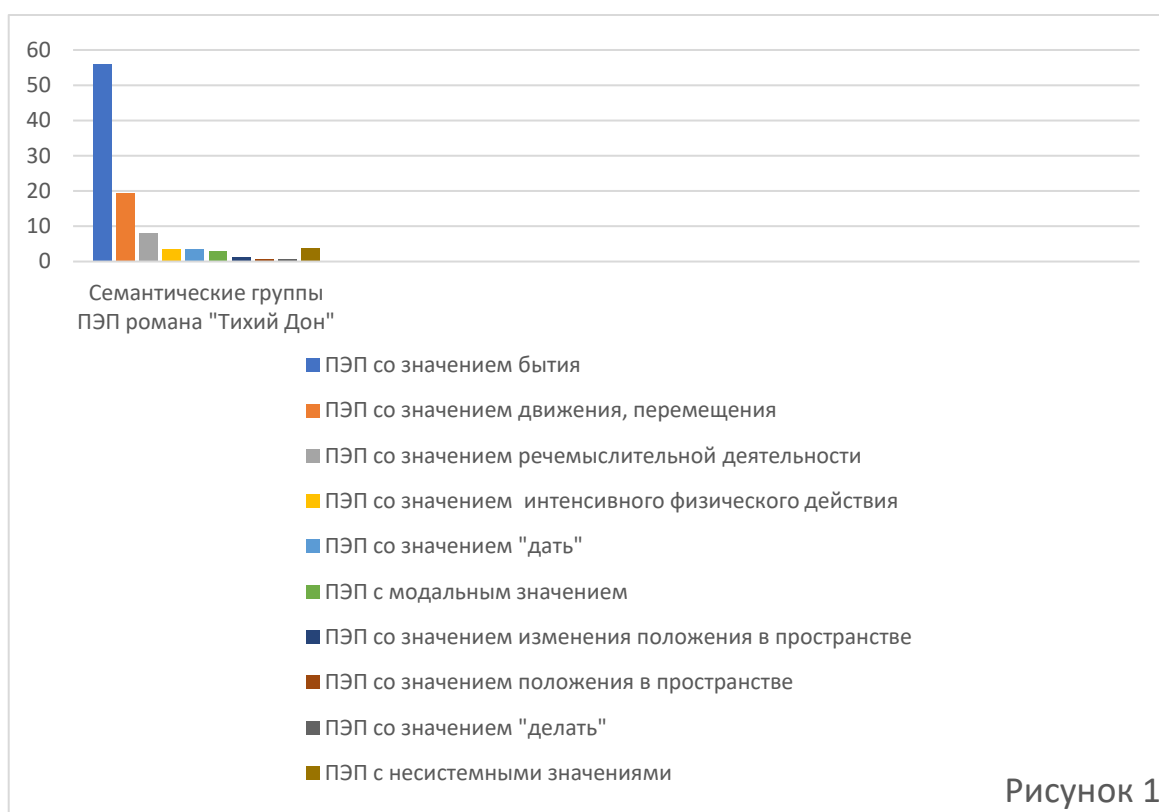 60
50
40
30
20
10
0
Семантические группы
ПЭП романа "Тихий Дон"
ПЭП со значением бытия
ПЭП со значением движения, перемещения
ПЭП со значением речемыслительной деятельности
ПЭП со значением интенсивного физического действия
ПЭП со значением "дать"
ПЭП с модальным значением
ПЭП со значением изменения положения в пространстве
ПЭП со значением положения в пространстве
ПЭП со значением "делать"
ПЭП с несистемными значениями
Рисунок 1